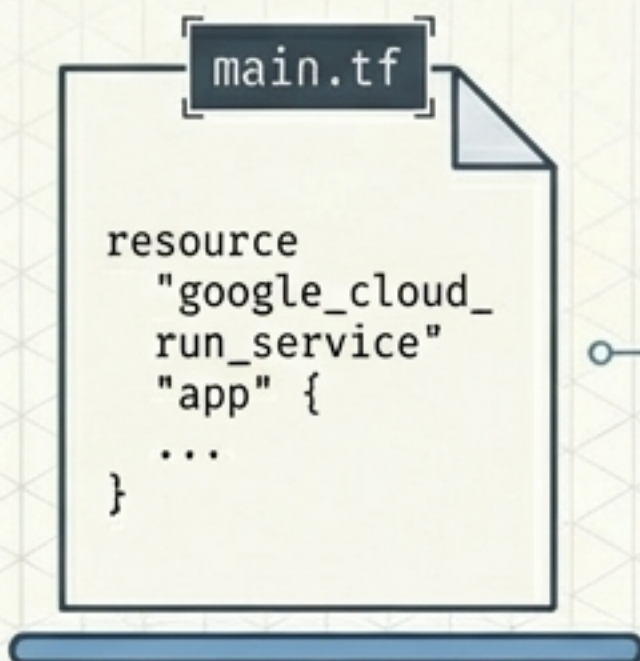 main.tf
resource
  "google_cloud_
  run_service"
  "app" {
  ...
}